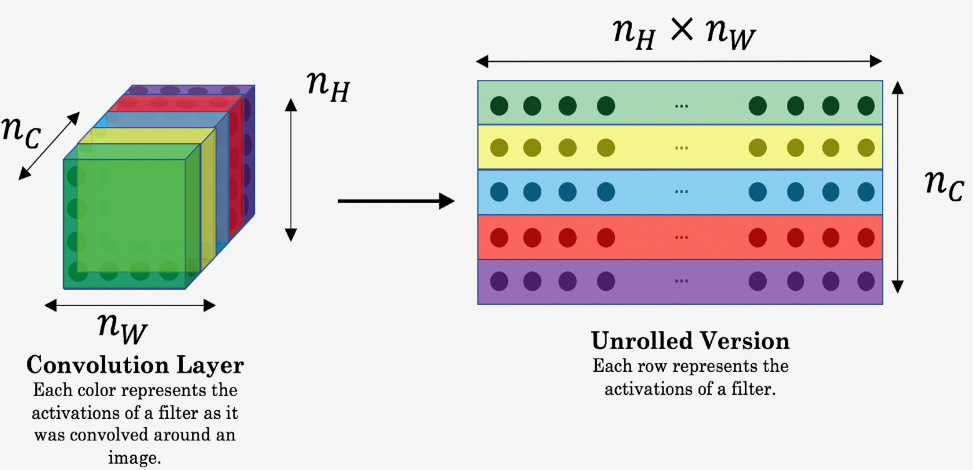 n_H × n_W
n_H
n_C
n_C
n_W
...
...
...
...
...
Convolution Layer
Each color represents the
activations of a filter as it
was convolved around an
image.
Unrolled Version
Each row represents the
activations of a filter.